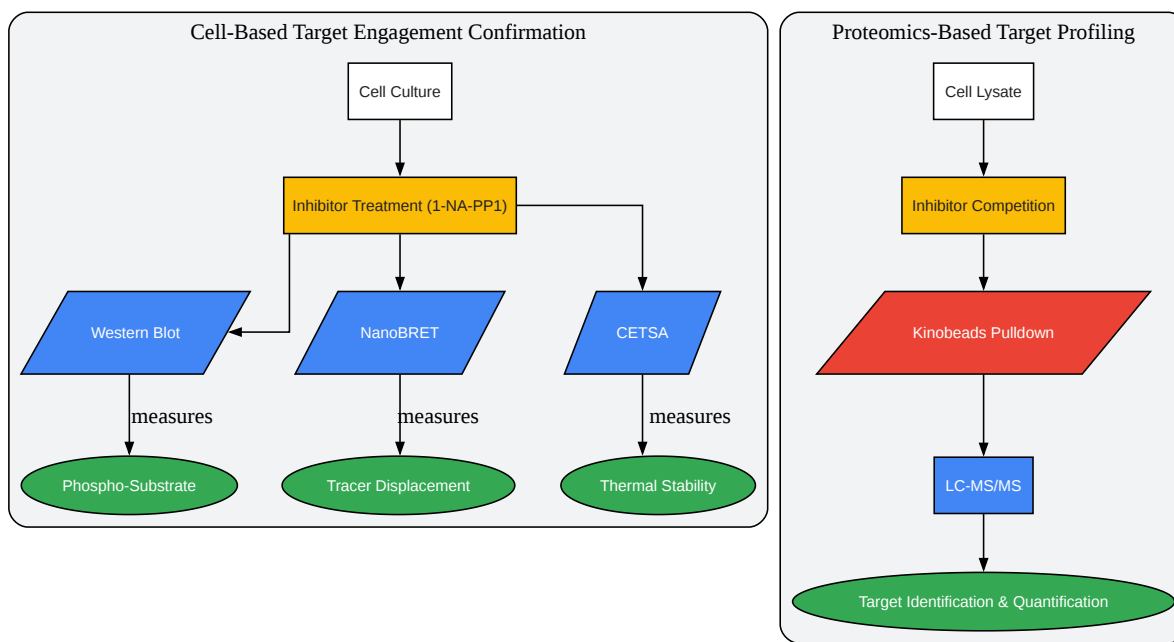 Cell-Based Target Engagement Confirmation
Cell Culture
Inhibitor Treatment (1-NA-PP1)
Western Blot
NanoBRET
CETSA
measures
measures
measures
Phospho-Substrate
Tracer Displacement
Thermal Stability
Proteomics-Based Target Profiling
Cell Lysate
Inhibitor Competition
Kinobeads Pulldown
LC-MS/MS
Target Identification & Quantification